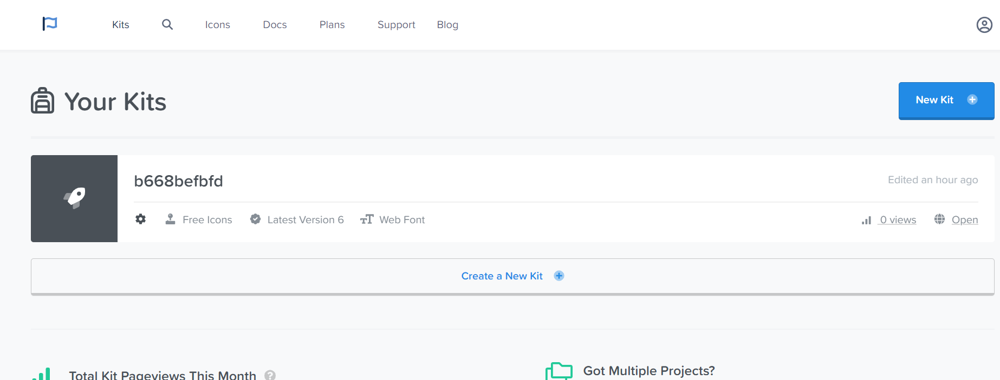 Kits Icons Docs Plans Support Blog
Your Kits
New Kit
b668befbfd
Edited an hour ago
Free Icons Latest Version 6 Web Font
0 views Open
Create a New Kit
Total Kit Pageviews This Month ?
Got Multiple Projects?